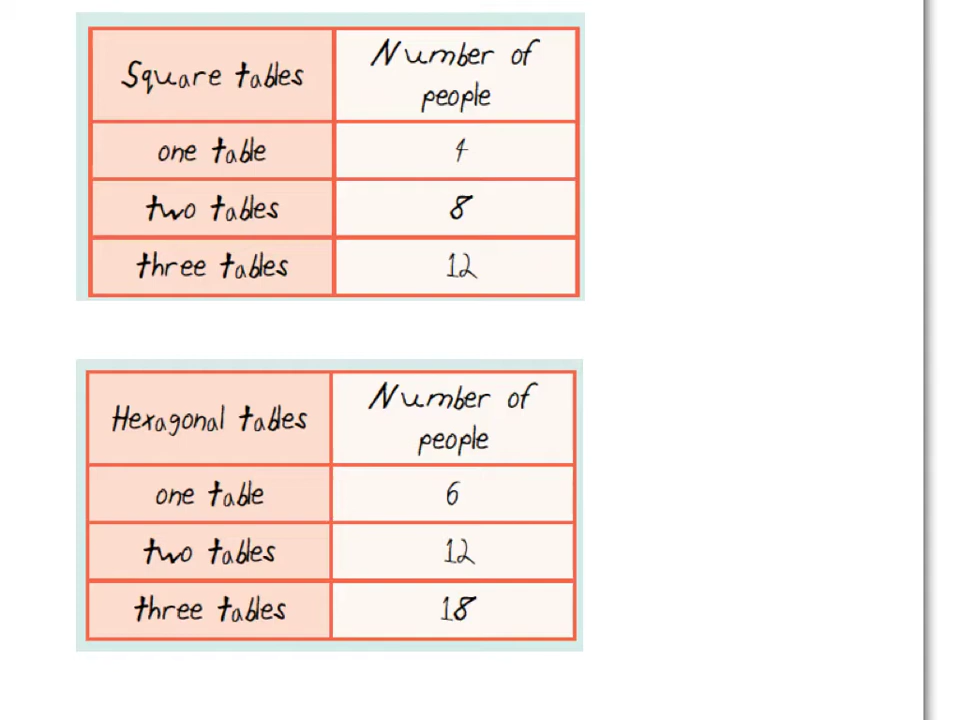 Square tables
Number of
people
one table
4
two tables
8
three tables
12
Hexagonal tables
Number of
people
one table
6
two tables
12
three tables
18